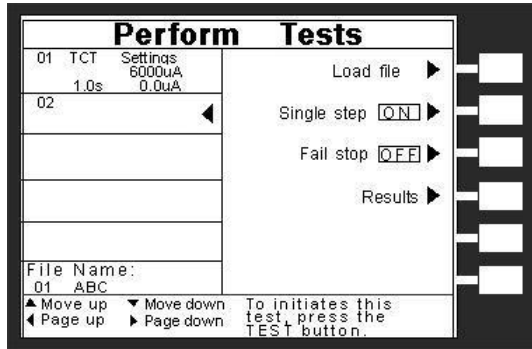 Perform Tests
01 TCT Settings
6000uA
1.0s 0.0uA
02
File Name:
01 ABC
Load file
Single step ON
Fail stop OFF
Results
Move up Move down
Page up Page down
To initiates this
test, press the
TEST button.